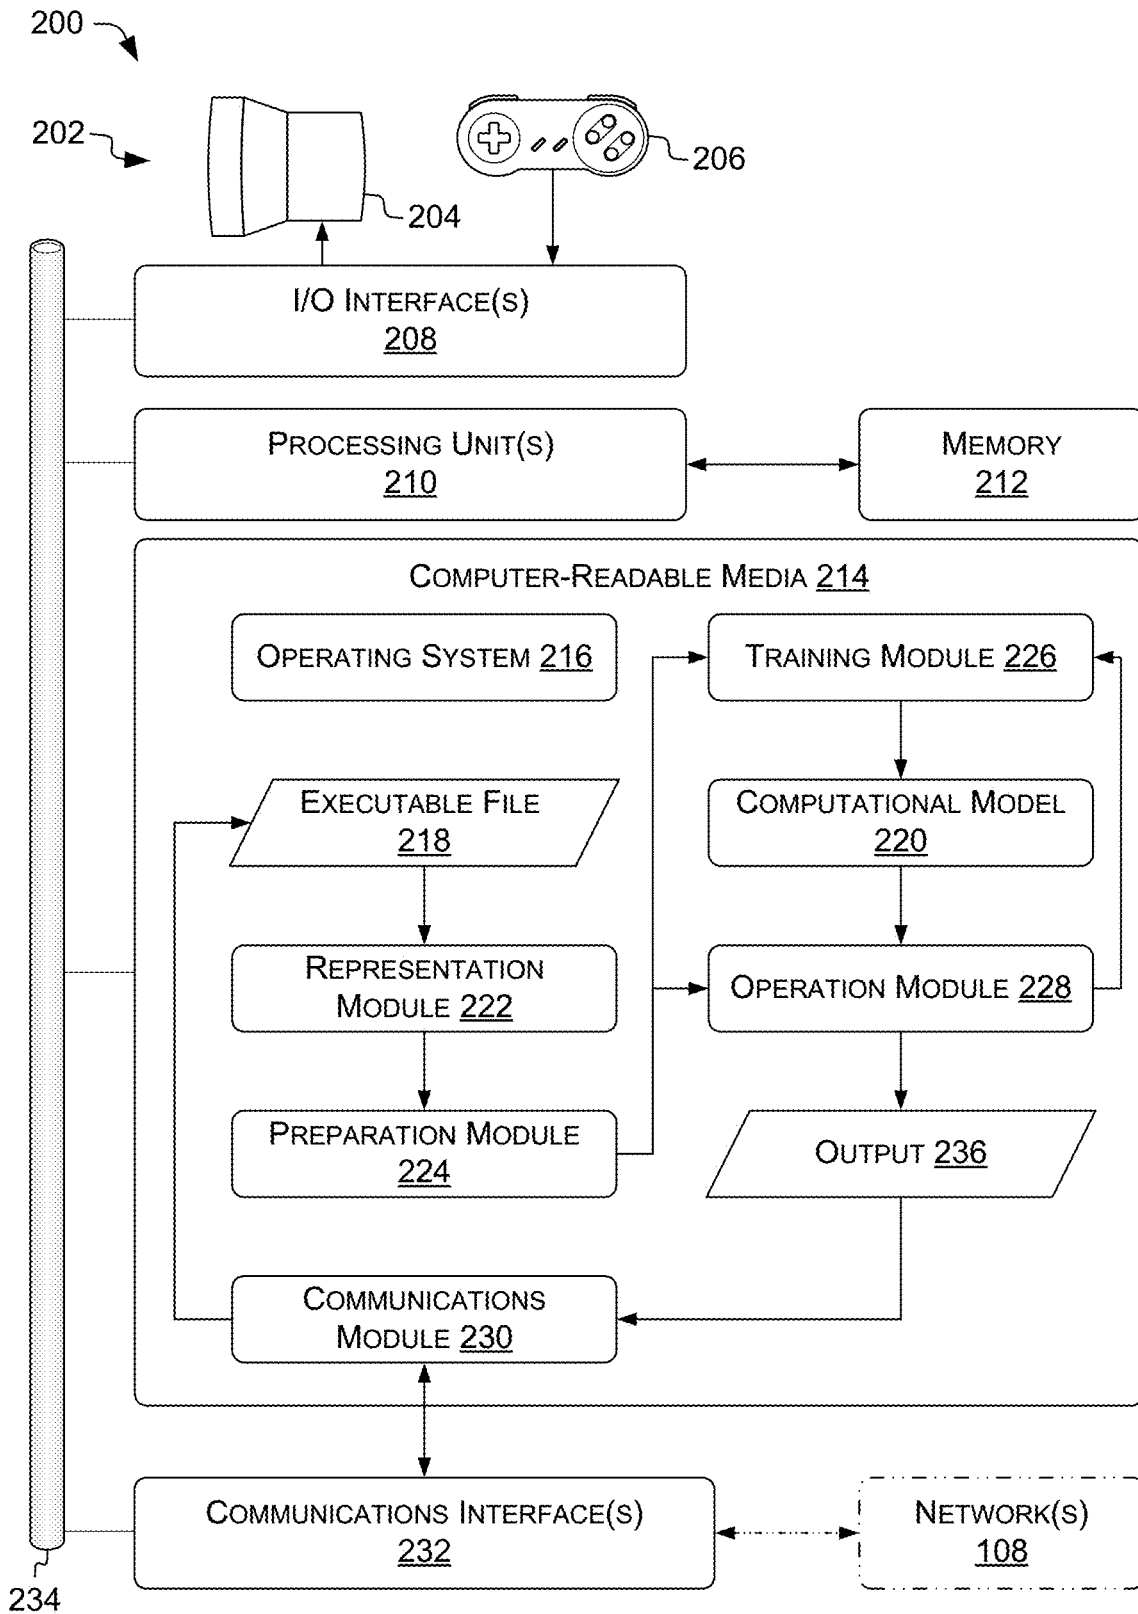 200
202
204
206
I/O INTERFACE(S)
208
PROCESSING UNIT(S)
210
MEMORY
212
COMPUTER-READABLE MEDIA 214
OPERATING SYSTEM 216
TRAINING MODULE 226
EXECUTABLE FILE
218
COMPUTATIONAL MODEL
220
REPRESENTATION
MODULE 222
OPERATION MODULE 228
PREPARATION MODULE
224
OUTPUT 236
COMMUNICATIONS
MODULE 230
COMMUNICATIONS INTERFACE(S)
232
NETWORK(S)
108
234